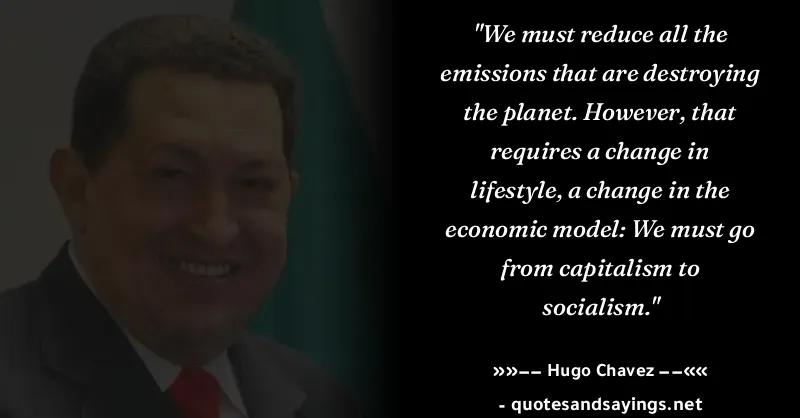 "We must reduce all the
emissions that are destroying
the planet. However, that
requires a change in
lifestyle, a change in the
economic model: We must go
from capitalism to
socialism."
»»–– Hugo Chavez ––««
- quotesandsayings.net